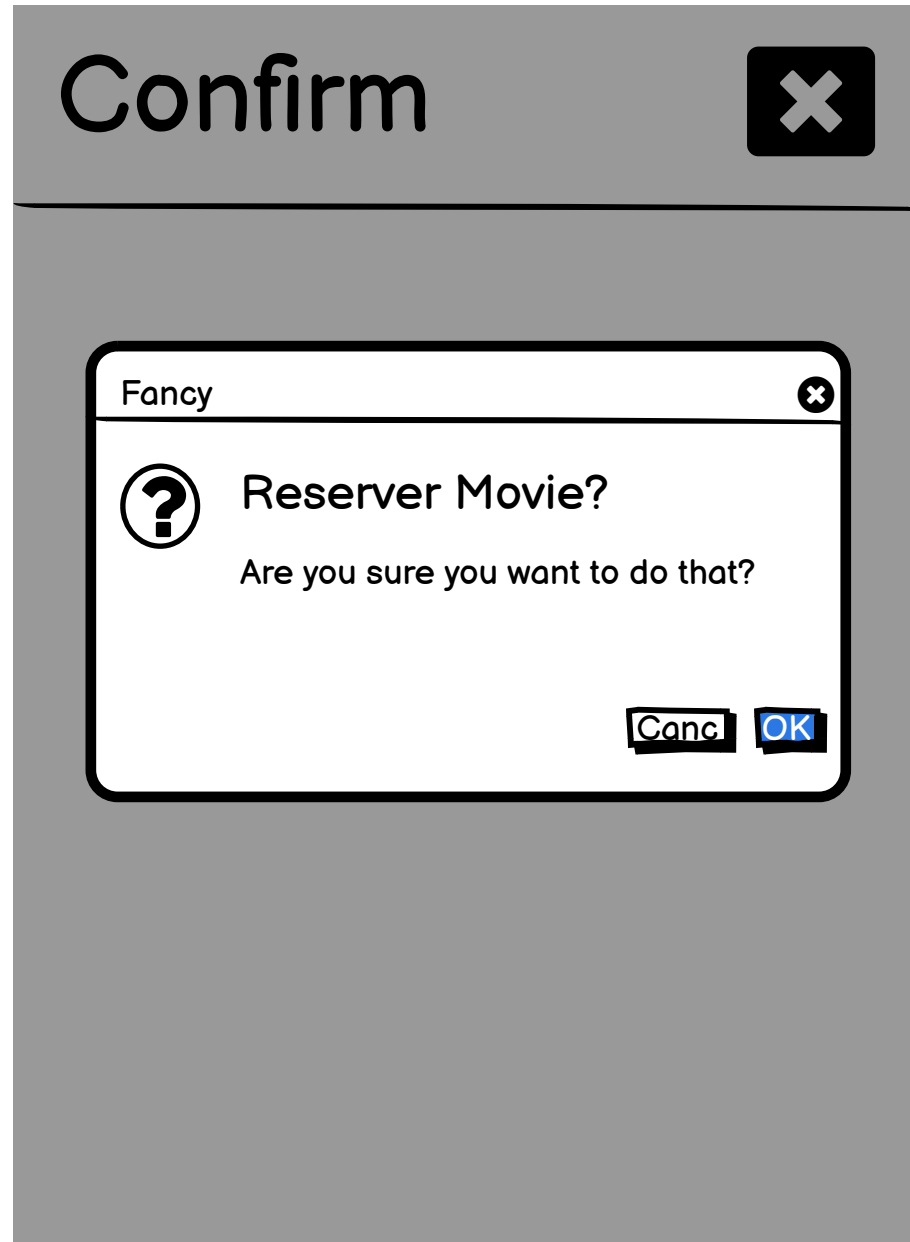 Confirm
Fancy
Reserver Movie?
Are you sure you want to do that?
Canc OK